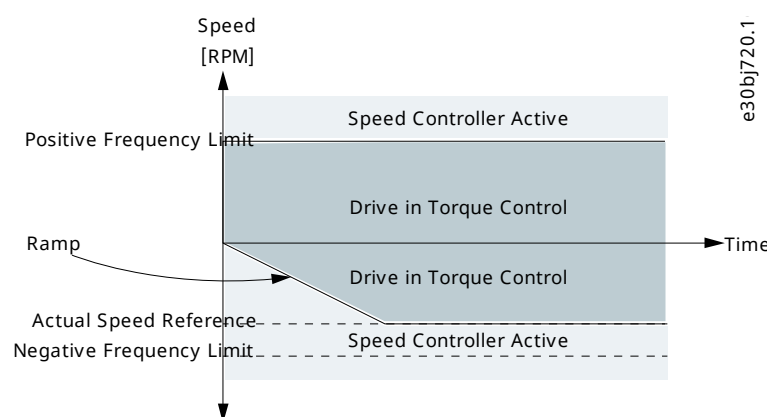 Speed
[RPM]
e30bj720.1
Speed Controller Active
Positive Frequency Limit
Drive in Torque Control
Ramp
Time
Drive in Torque Control
Actual Speed Reference
Speed Controller Active
Negative Frequency Limit